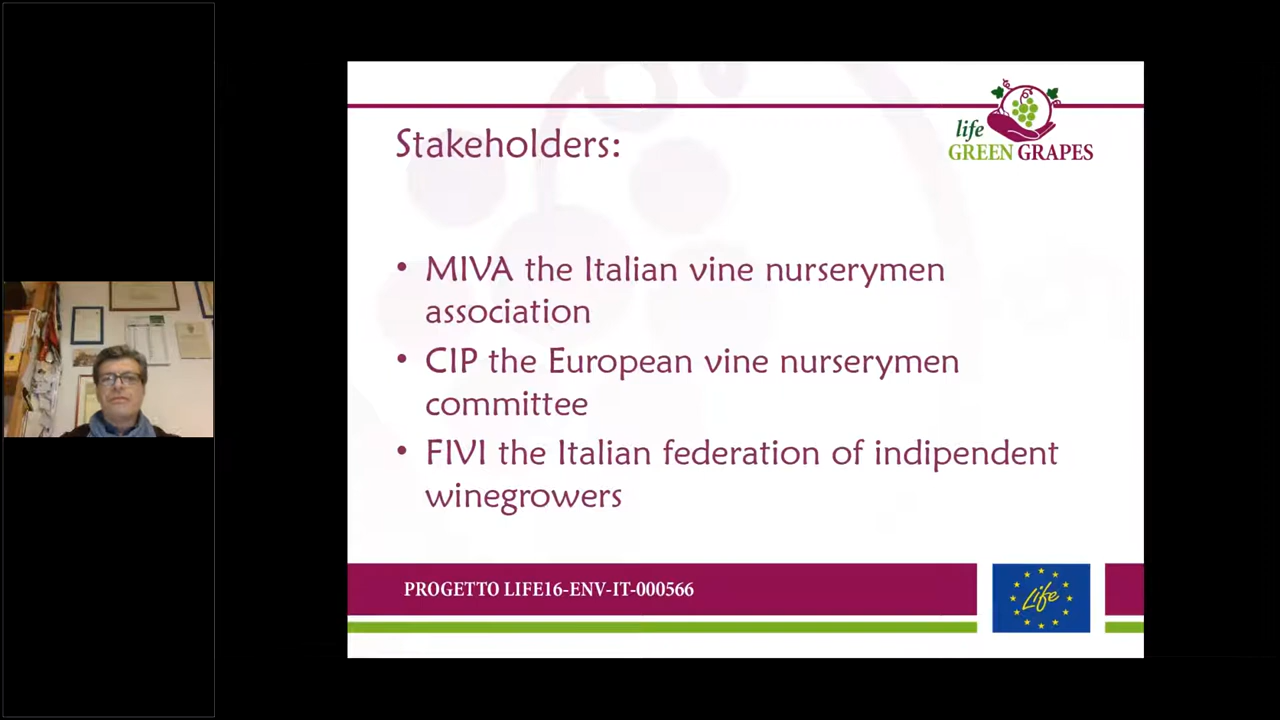 life
GREEN GRAPES
Stakeholders:
• MIVA the Italian vine nurserymen
association
• CIP the European vine nurserymen
committee
• FIVI the Italian federation of indipendent
winegrowers
PROGETTO LIFE16-ENV-IT-000566
Life